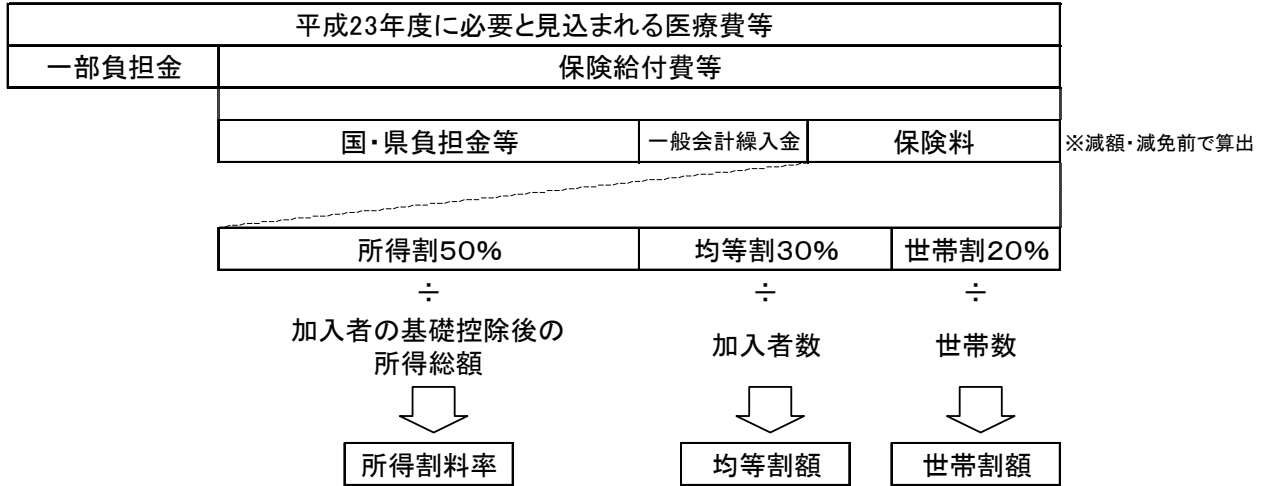 平成23年度に必要と見込まれる医療費等
一部負担金
保険給付費等
国・県負担金等
一般会計繰入金
保険料
※減額・減免前で算出
所得割50%
均等割30%
世帯割20%
÷
÷
÷
加入者の基礎控除後の
所得総額
加入者数
世帯数
所得割料率
均等割額
世帯割額